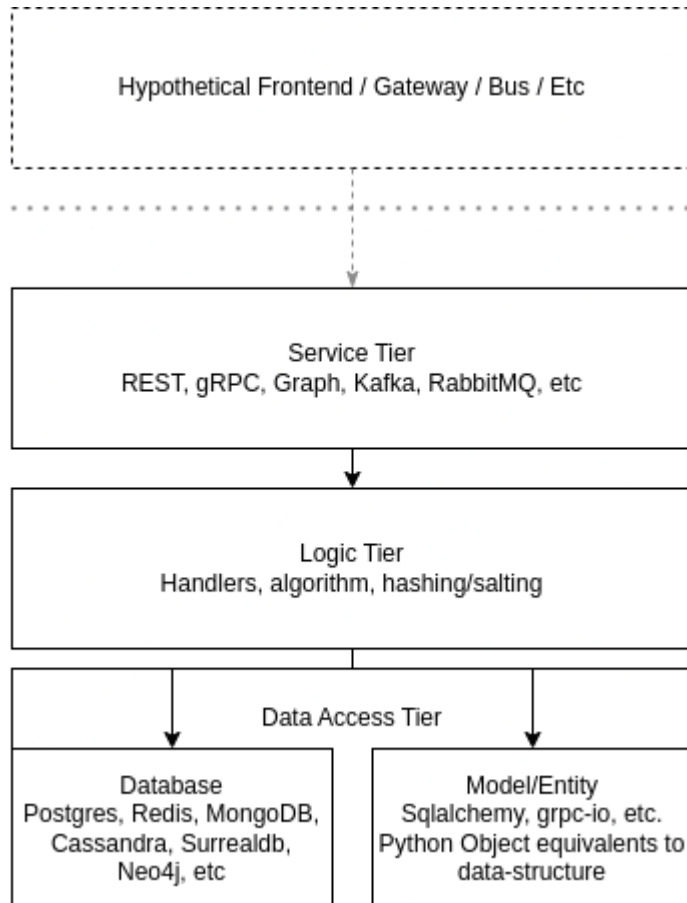 Hypothetical Frontend / Gateway / Bus / Etc
Service Tier
REST, gRPC, Graph, Kafka, RabbitMQ, etc
Logic Tier
Handlers, algorithm, hashing/salting
Data Access Tier
Database
Postgres, Redis, MongoDB,
Cassandra, Surrealdb,
Neo4j, etc
Model/Entity
Sqlalchemy, grpc-io, etc.
Python Object equivalents to
data-structure